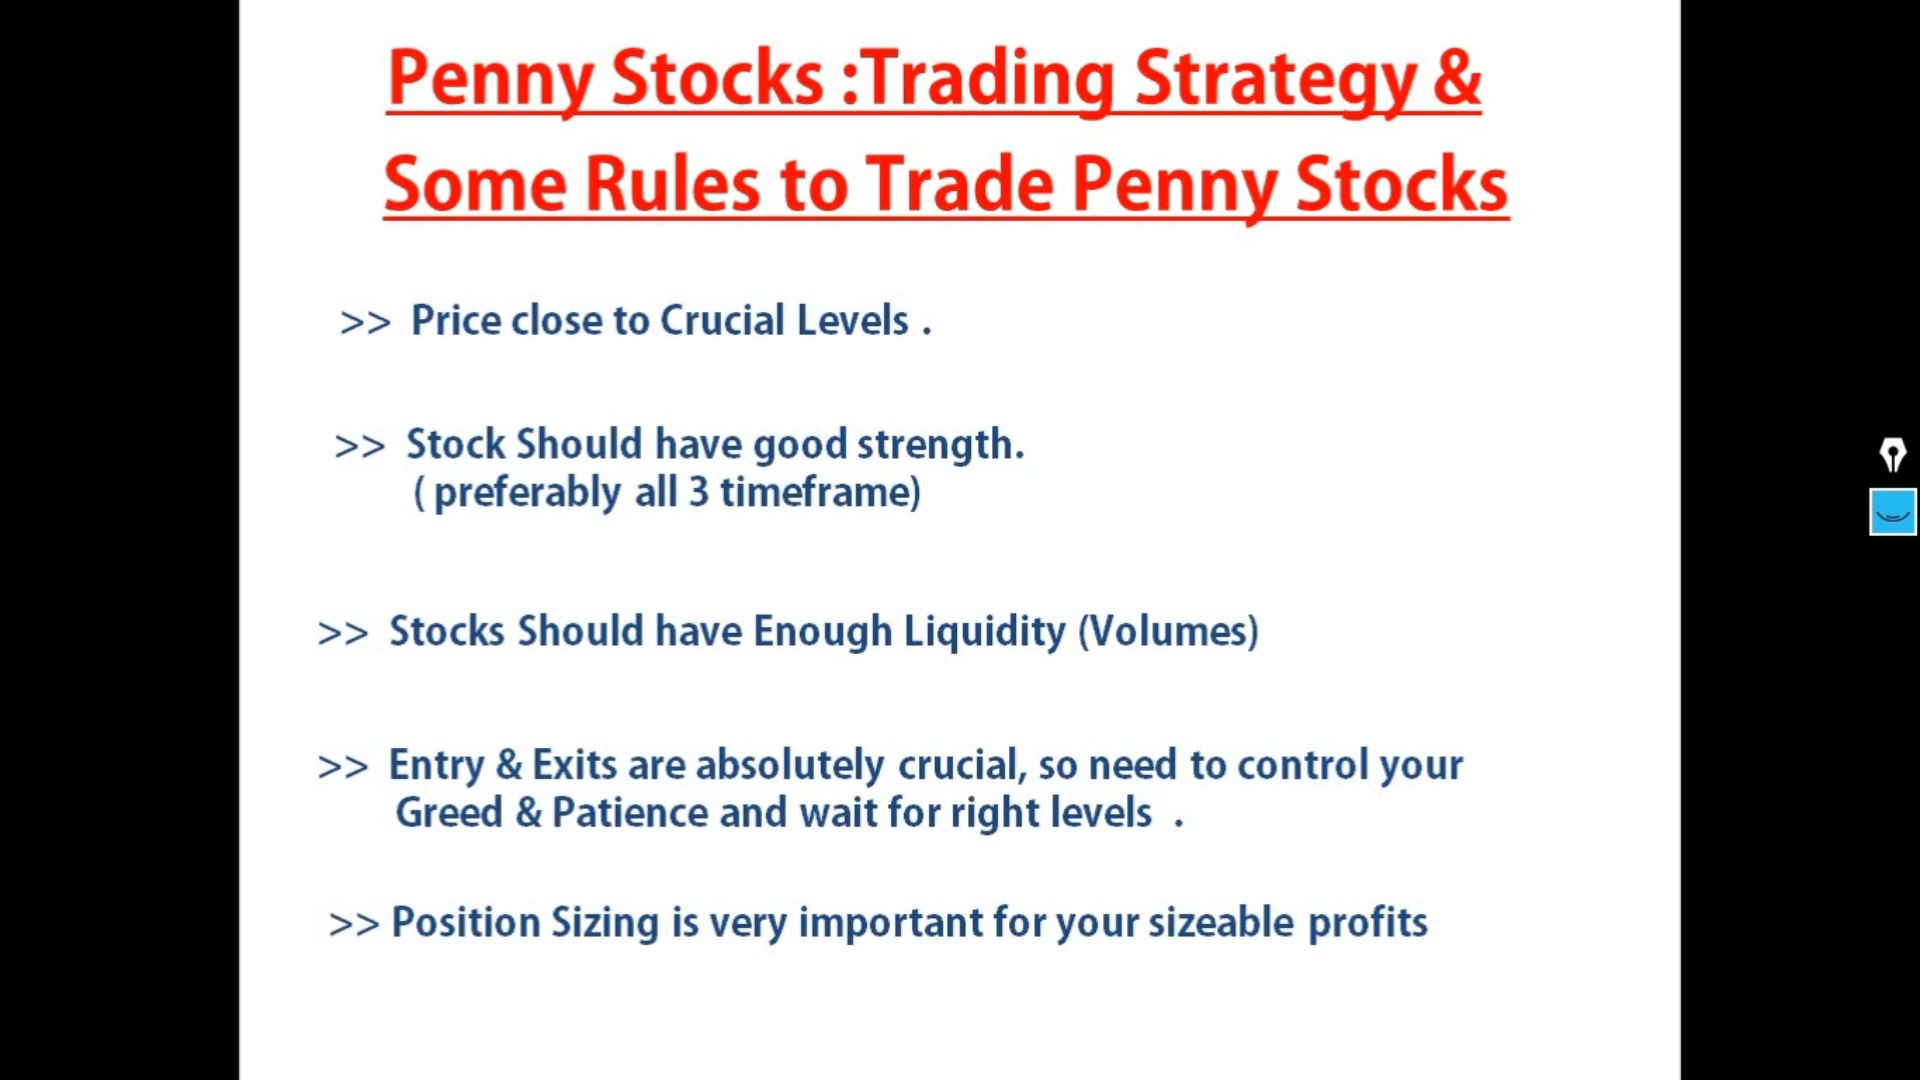 Penny Stocks :Trading Strategy &
Some Rules to Trade Penny Stocks
>> Price close to Crucial Levels .
>> Stock Should have good strength.
( preferably all 3 timeframe)
>> Stocks Should have Enough Liquidity (Volumes)
>> Entry & Exits are absolutely crucial, so need to control your
Greed & Patience and wait for right levels .
>> Position Sizing is very important for your sizeable profits